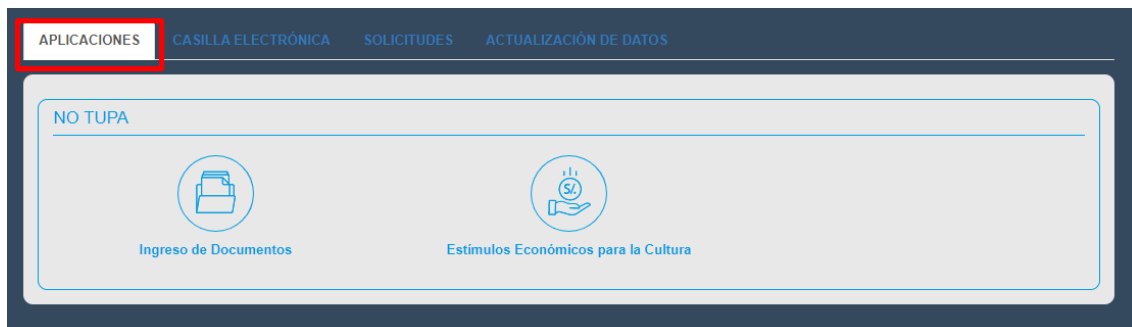 APLICACIONES CASILLA ELECTRÓNICA SOLICITUDES ACTUALIZACIÓN DE DATOS
NO TUPA
S/.
Ingreso de Documentos Estímulos Económicos para la Cultura